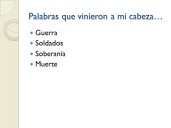 Palabras que vinieron a mi cabeza...
Guerra
Soldados
Soberanía
Muerte